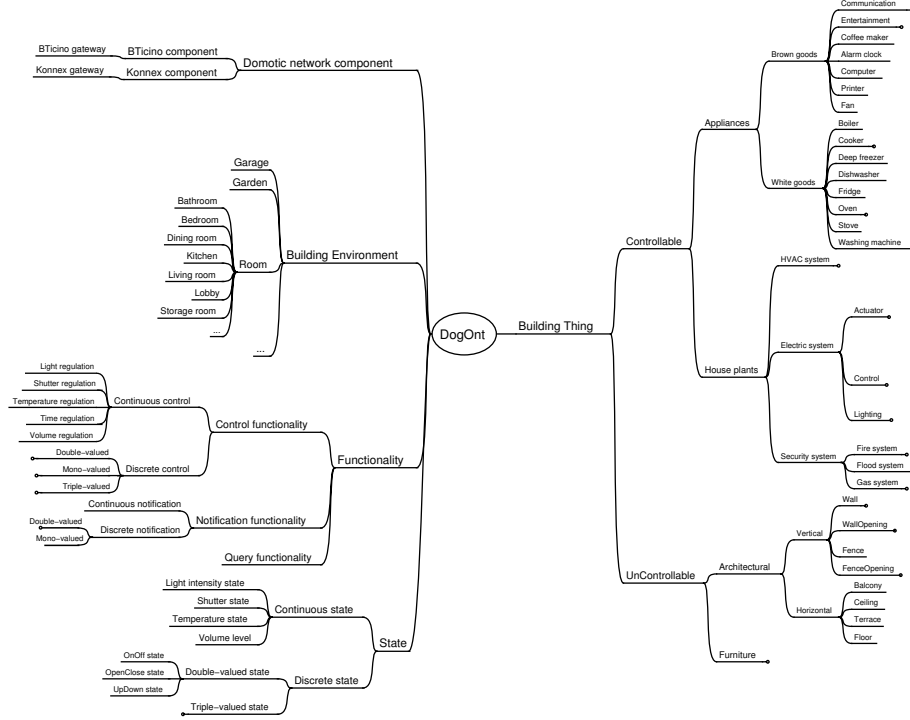 DogOnt
Domotic network component
BTicino component
BTicino gateway
Konnex component
Konnex gateway
Building Environment
Garage
Garden
Room
Bathroom
Bedroom
Dining room
Kitchen
Living room
Lobby
Storage room
...
...
Functionality
Control functionality
Continuous control
Light regulation
Shutter regulation
Temperature regulation
Time regulation
Volume regulation
Discrete control
Double−valued
Mono−valued
Triple−valued
Notification functionality
Continuous notification
Discrete notification
Double−valued
Mono−valued
Query functionality
State
Continuous state
Light intensity state
Shutter state
Temperature state
Volume level
Discrete state
Double−valued state
OnOff state
OpenClose state
UpDown state
Triple−valued state
Building Thing
Controllable
Appliances
Brown goods
Communication
Entertainment
Coffee maker
Alarm clock
Computer
Printer
Fan
White goods
Boiler
Cooker
Deep freezer
Dishwasher
Fridge
Oven
Stove
Washing machine
House plants
HVAC system
Electric system
Actuator
Control
Lighting
Security system
Fire system
Flood system
Gas system
UnControllable
Architectural
Vertical
Wall
WallOpening
Fence
FenceOpening
Horizontal
Balcony
Ceiling
Terrace
Floor
Furniture